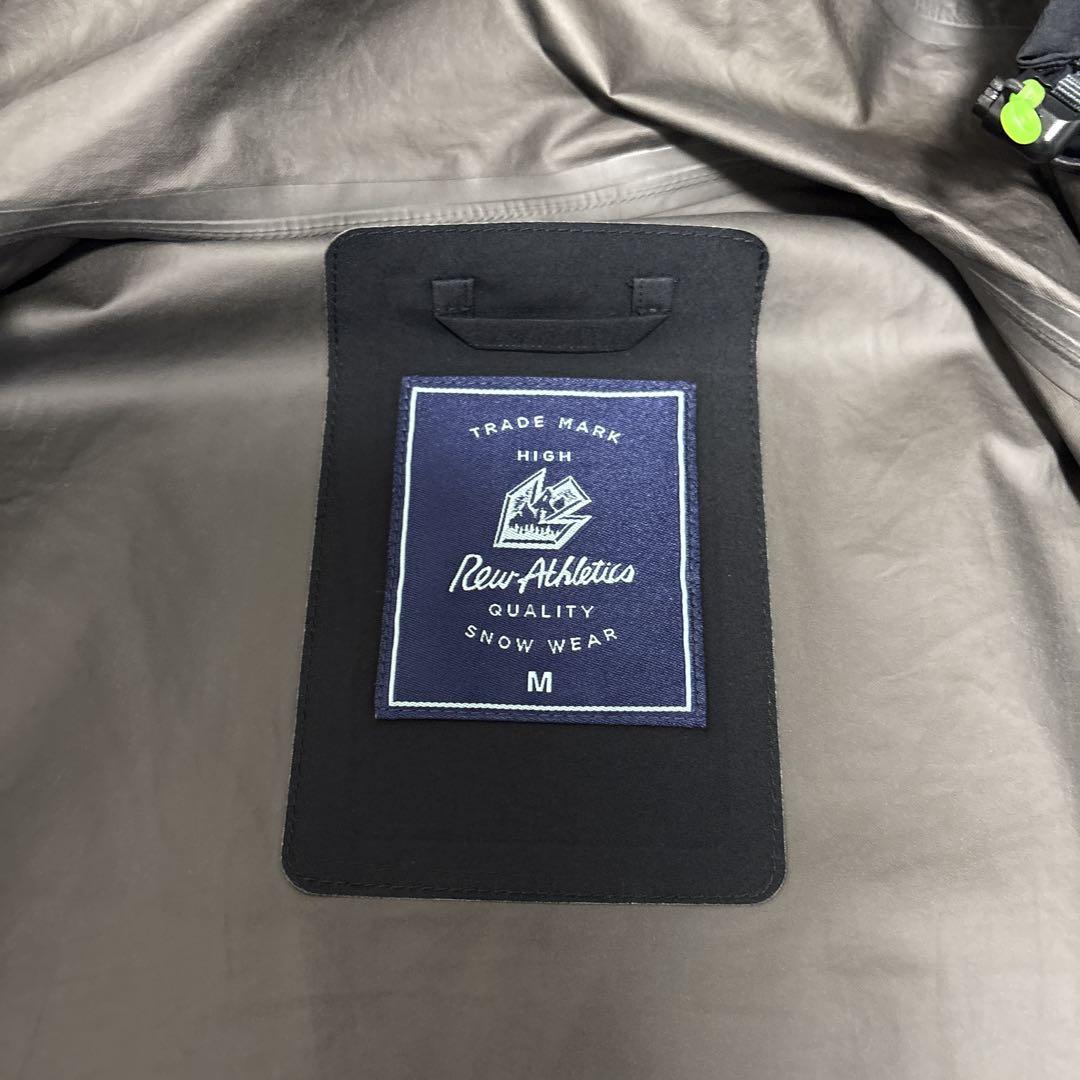 TRADE MARK
HIGH
Rew-Athletics
QUALITY
SNOW WEAR
M